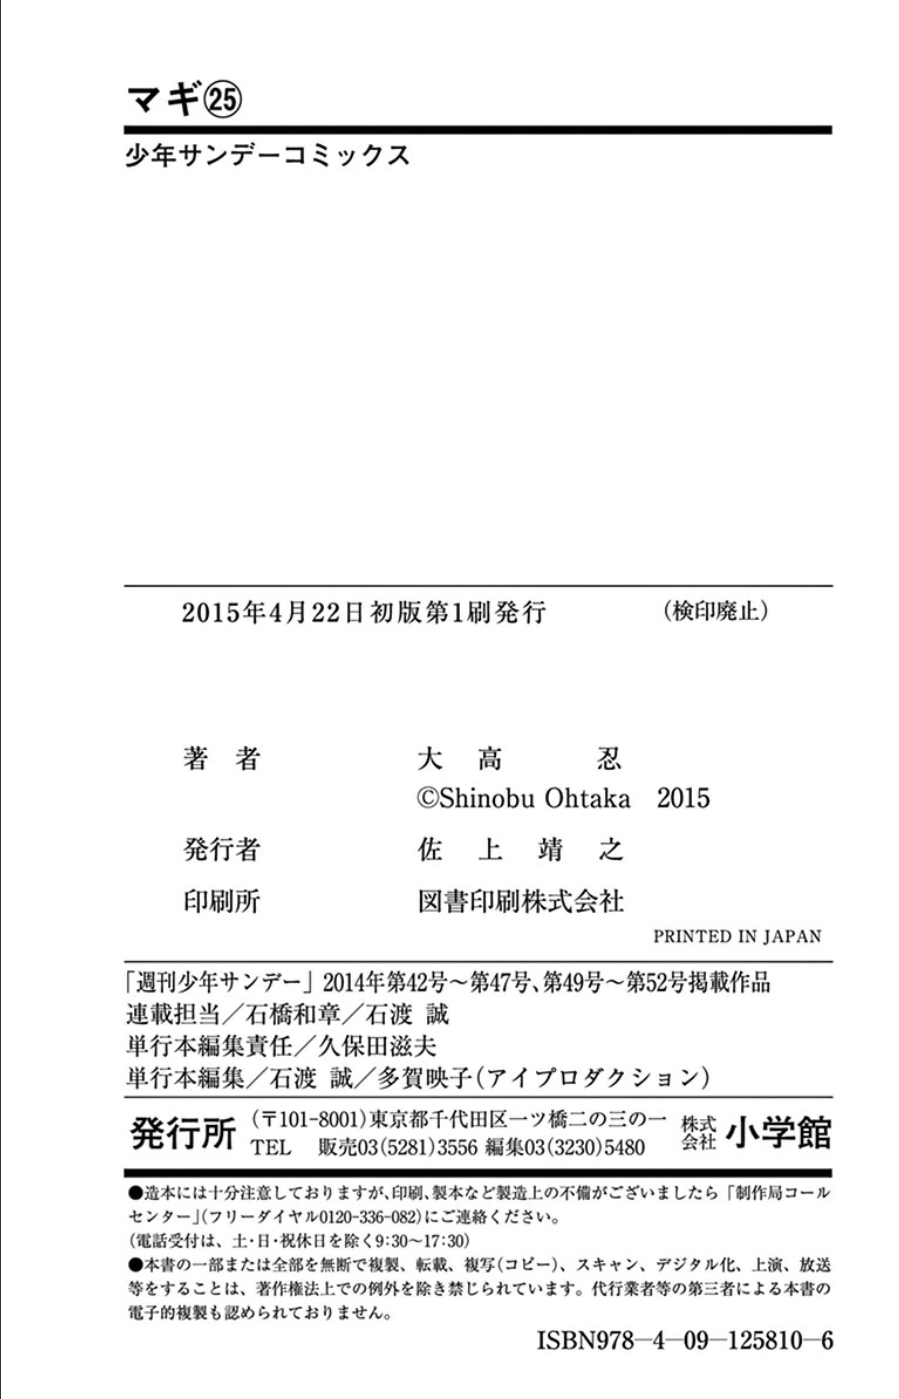 マギ㉕
少年サンデーコミックス
2015年4月22日初版第1刷発行 (検印廃止)
著者 大高 忍
©Shinobu Ohtaka 2015
発行者 佐上靖之
印刷所 図書印刷株式会社
PRINTED IN JAPAN
「週刊少年サンデー」2014年第42号〜第47号、第49号〜第52号掲載作品
連載担当／石橋和章／石渡 誠
単行本編集責任／久保田滋夫
単行本編集／石渡 誠／多賀映子(アイプロダクション)
発行所 (〒101-8001)東京都千代田区一ツ橋二の三の一 株式会社 小学館
TEL 販売03(5281)3556 編集03(3230)5480
●造本には十分注意しておりますが、印刷、製本など製造上の不備がございましたら「制作局コール
センター」(フリーダイヤル0120-336-082)にご連絡ください。
(電話受付は、土・日・祝休日を除く9:30〜17:30)
●本書の一部または全部を無断で複製、転載、複写(コピー)、スキャン、デジタル化、上演、放送
等をすることは、著作権法上での例外を除き禁じられています。代行業者等の第三者による本書の
電子的複製も認められておりません。
ISBN978-4-09-125810-6